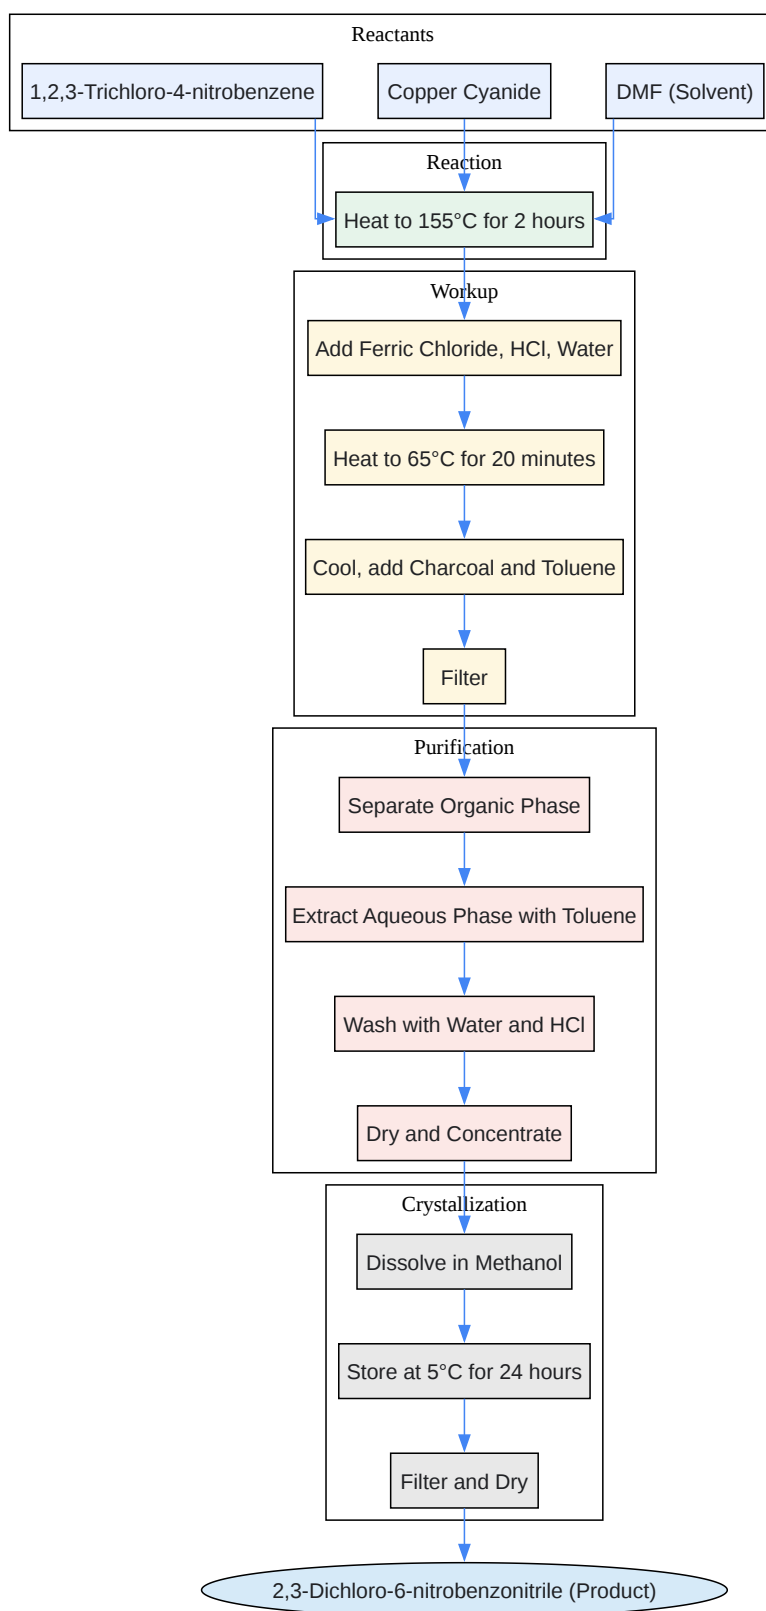 Reactants
1,2,3-Trichloro-4-nitrobenzene
Copper Cyanide
DMF (Solvent)
Reaction
Heat to 155°C for 2 hours
Workup
Add Ferric Chloride, HCl, Water
Heat to 65°C for 20 minutes
Cool, add Charcoal and Toluene
Filter
Purification
Separate Organic Phase
Extract Aqueous Phase with Toluene
Wash with Water and HCl
Dry and Concentrate
Crystallization
Dissolve in Methanol
Store at 5°C for 24 hours
Filter and Dry
2,3-Dichloro-6-nitrobenzonitrile (Product)